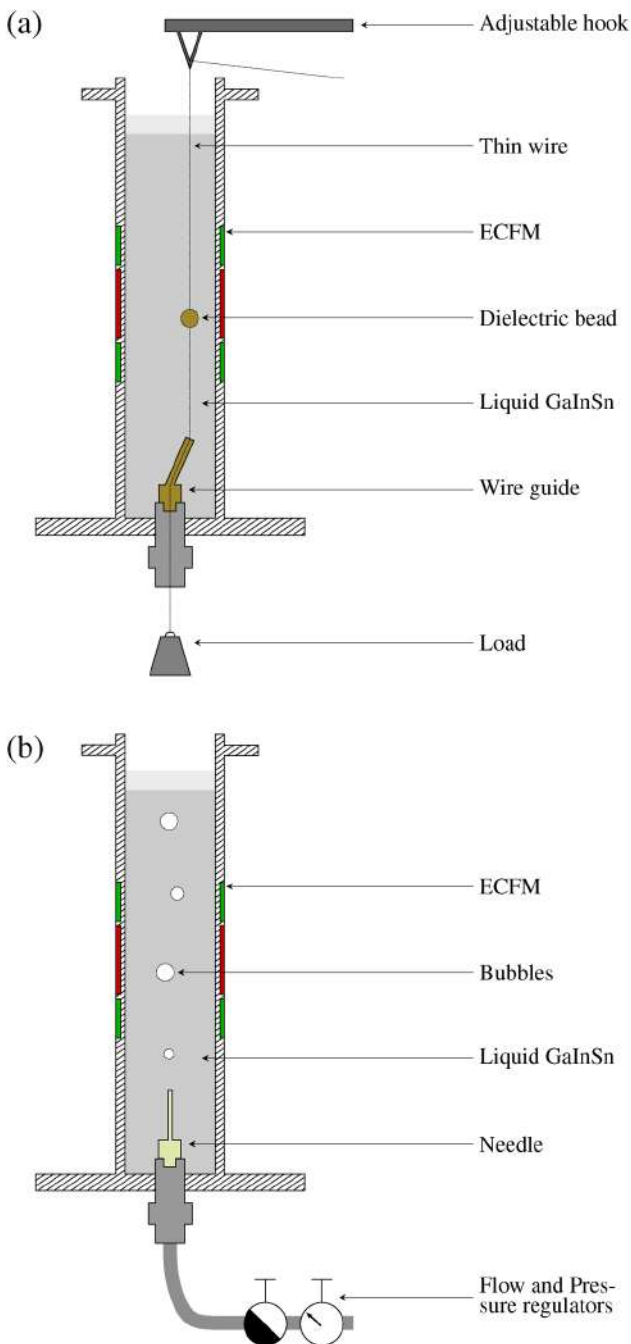 (a)
Adjustable hook
Thin wire
ECFM
Dielectric bead
Liquid GaInSn
Wire guide
Load
(b)
ECFM
Bubbles
Liquid GaInSn
Needle
Flow and Pres-
sure regulators